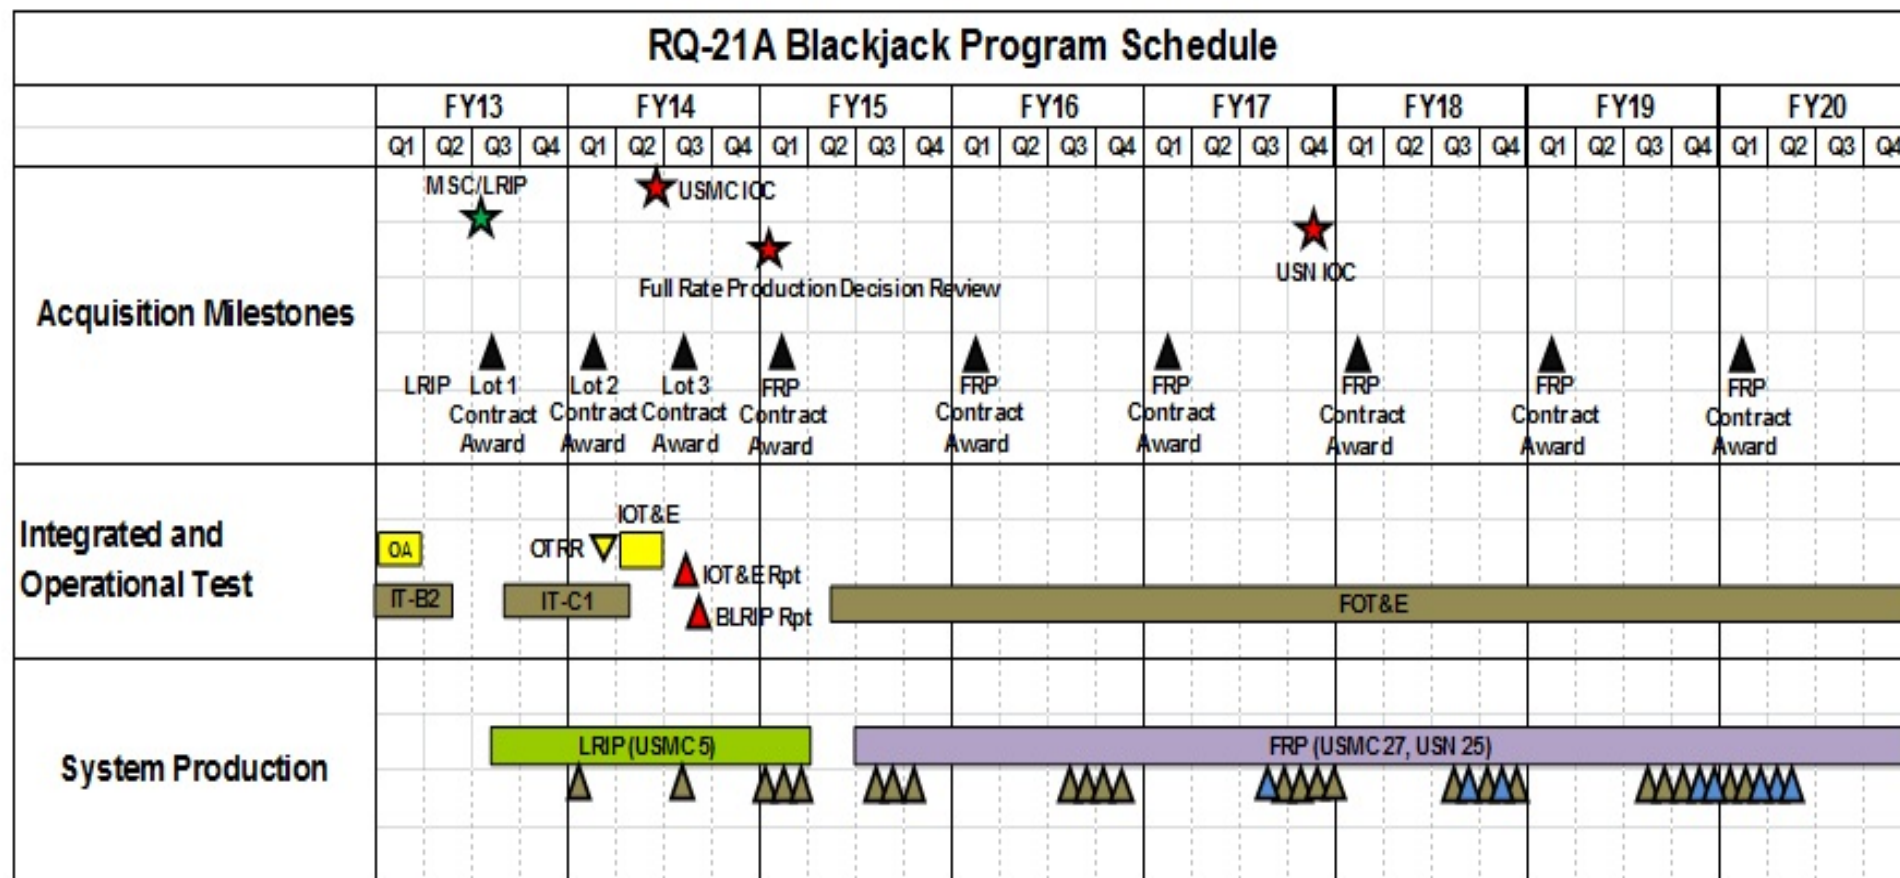 RQ-21A Blackjack Program Schedule
FY13 FY14 FY15 FY16 FY17 FY18 FY19 FY20
Q1 Q2 Q3 Q4 Q1 Q2 Q3 Q4 Q1 Q2 Q3 Q4 Q1 Q2 Q3 Q4 Q1 Q2 Q3 Q4 Q1 Q2 Q3 Q4 Q1 Q2 Q3 Q4 Q1 Q2 Q3 Q4
Acquisition Milestones
MSC/LRIP
USMC IOC
Full Rate Production Decision Review
USN IOC
LRIP
Lot 1
Contract
Award
Lot 2
Contract
Award
Lot 3
Contract
Award
FRP
Contract
Award
FRP
Contract
Award
FRP
Contract
Award
FRP
Contract
Award
FRP
Contract
Award
FRP
Contract
Award
Integrated and
Operational Test
OA
IT-B2
OTRR
IOT&E
IT-C1
IOT&E Rpt
BLRIP Rpt
FOT&E
System Production
LRIP (USMC 5)
FRP (USMC 27, USN 25)